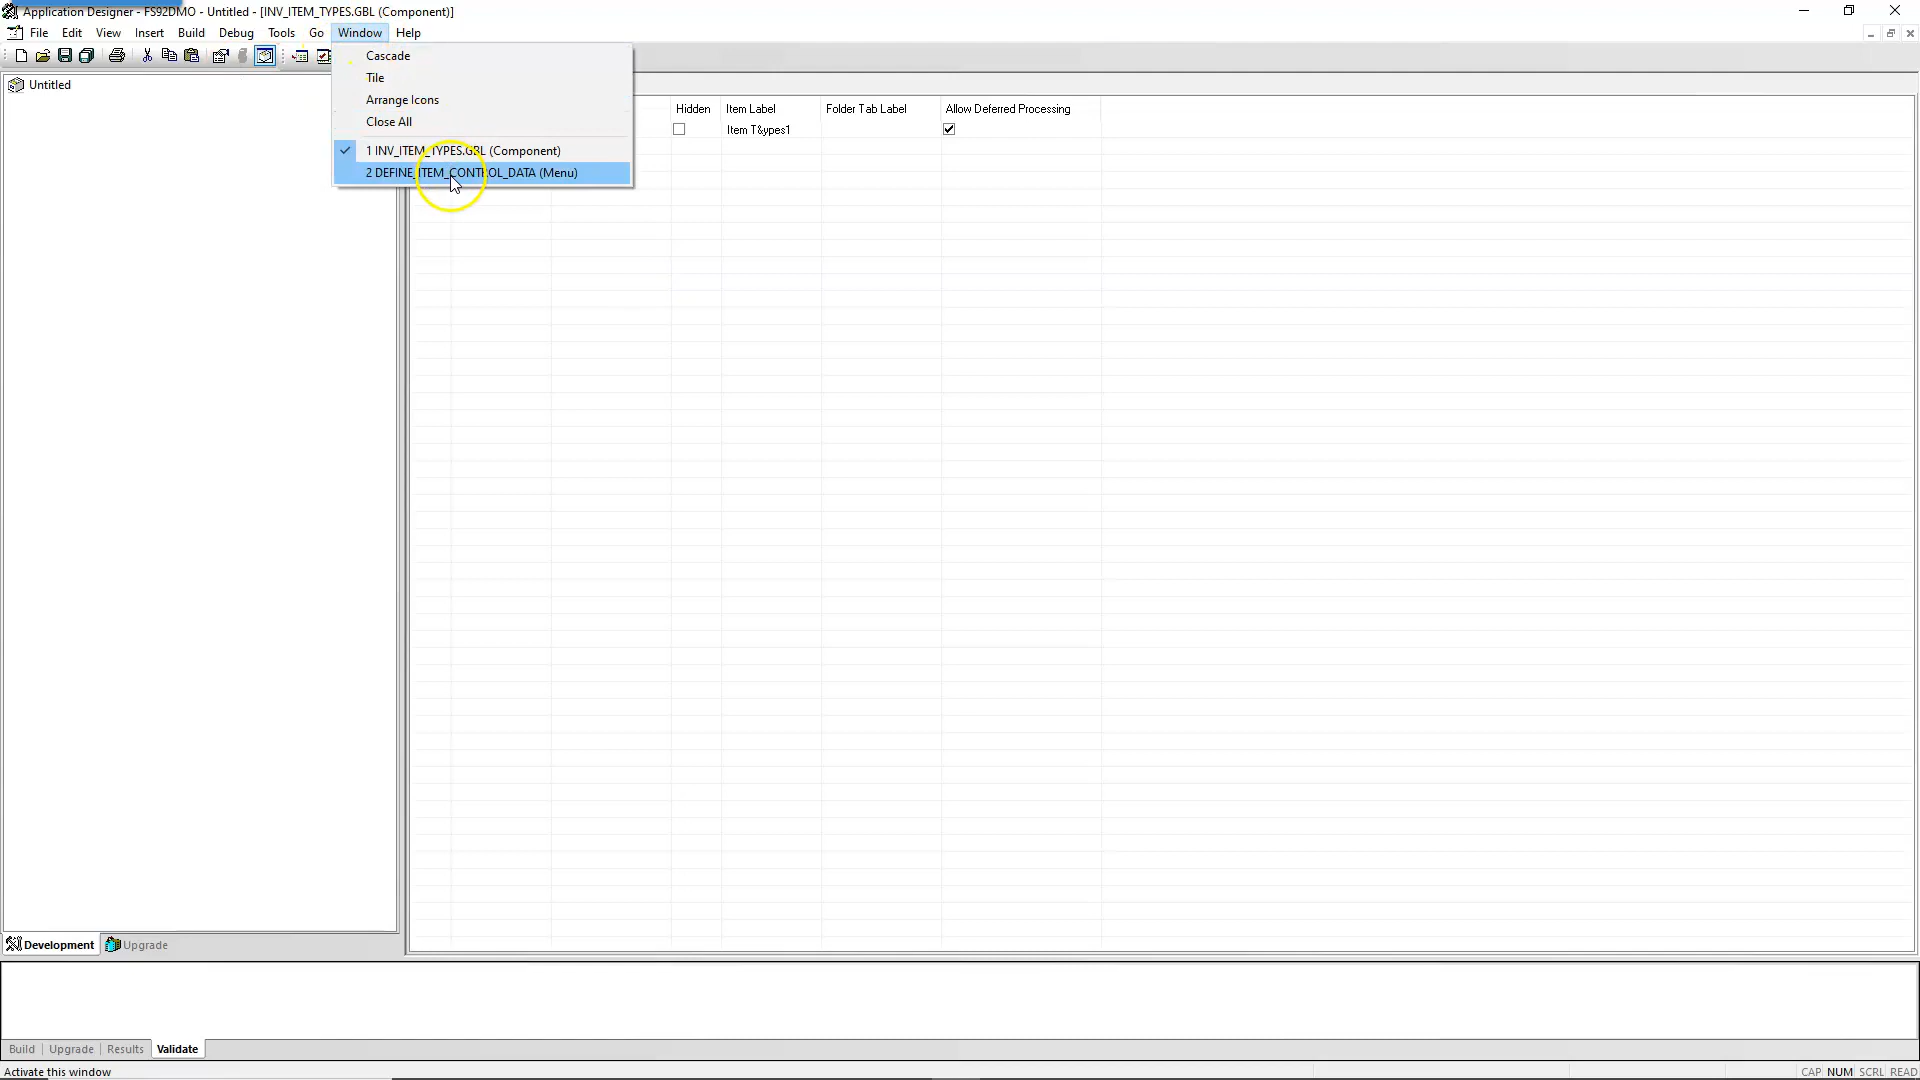 Application Designer - FS92DMO - Untitled - [INV_ITEM_TYPES.GBL (Component)]
File Edit View Insert Build Debug Tools Go Window Help
Cascade
Tile
Arrange Icons
Close All
1 INV_ITEM_TYPES.GBL (Component)
2 DEFINE_ITEM_CONTROL_DATA (Menu)
Untitled
Hidden Item Label Folder Tab Label Allow Deferred Processing
Item T&ypes1
Development Upgrade
Build Upgrade Results Validate
Activate this window
CAP NUM SCRL READ